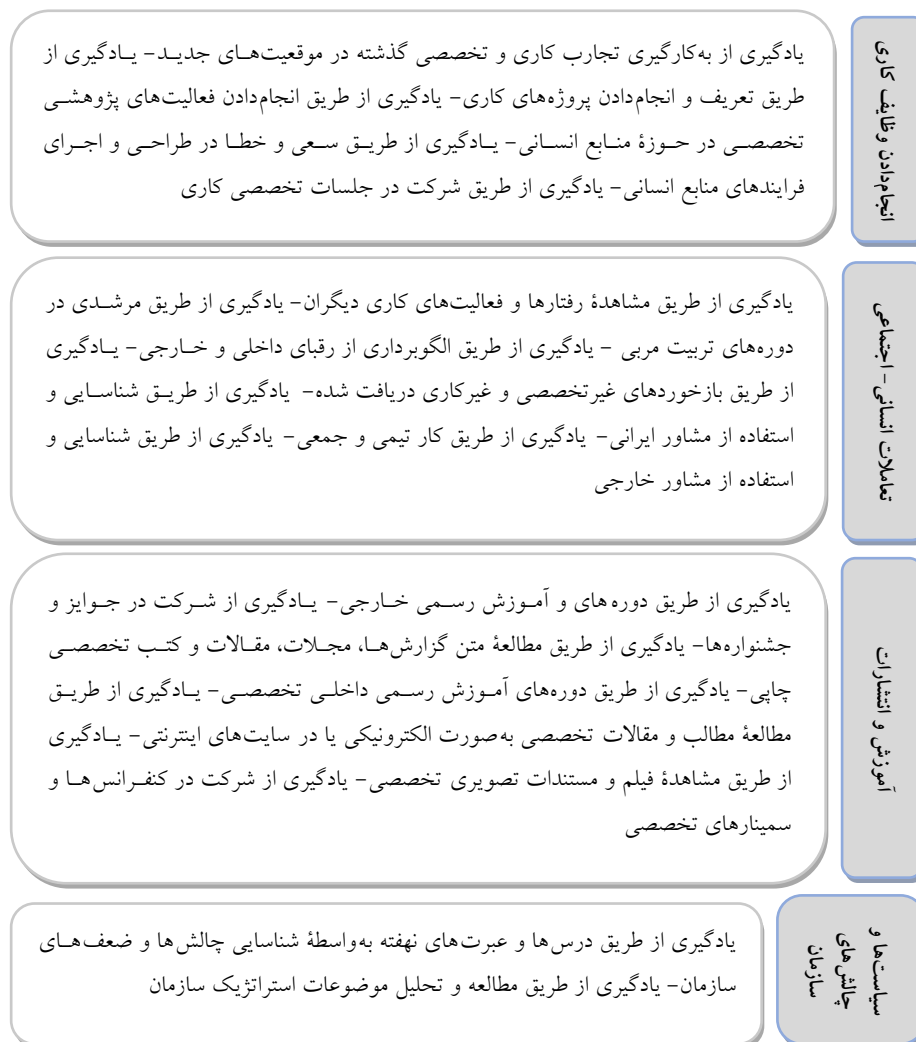 انجام‌دادن وظایف کاری
یادگیری از به‌کارگیری تجارب کاری و تخصصی گذشته در موقعیت‌های جدید– یادگیری از
طریق تعریف و انجام‌دادن پروژه‌های کاری– یادگیری از طریق انجام‌دادن فعالیت‌های پژوهشی
تخصصی در حوزۀ منابع انسانی– یادگیری از طریق سعی و خطا در طراحی و اجرای
فرایندهای منابع انسانی– یادگیری از طریق شرکت در جلسات تخصصی کاری
تعاملات انسانی - اجتماعی
یادگیری از طریق مشاهدۀ رفتارها و فعالیت‌های کاری دیگران– یادگیری از طریق مرشدی در
دوره‌های تربیت مربی – یادگیری از طریق الگوبرداری از رقبای داخلی و خارجی– یادگیری
از طریق بازخوردهای غیرتخصصی و غیرکاری دریافت شده– یادگیری از طریق شناسایی و
استفاده از مشاور ایرانی– یادگیری از طریق کار تیمی و جمعی– یادگیری از طریق شناسایی و
استفاده از مشاور خارجی
آموزش و انتشارات
یادگیری از طریق دوره های و آموزش رسمی خارجی– یادگیری از شرکت در جوایز و
جشنواره‌ها– یادگیری از طریق مطالعۀ متن گزارش‌ها، مجلات، مقالات و کتب تخصصی
چاپی– یادگیری از طریق دوره‌های آموزش رسمی داخلی تخصصی– یادگیری از طریق
مطالعۀ مطالب و مقالات تخصصی به‌صورت الکترونیکی یا در سایت‌های اینترنتی– یادگیری
از طریق مشاهدۀ فیلم و مستندات تصویری تخصصی– یادگیری از شرکت در کنفرانس‌ها و
سمینارهای تخصصی
سیاست‌ها و
چالش های
سازمان
یادگیری از طریق درس‌ها و عبرت‌های نهفته به‌واسطۀ شناسایی چالش‌ها و ضعف‌های
سازمان– یادگیری از طریق مطالعه و تحلیل موضوعات استراتژیک سازمان